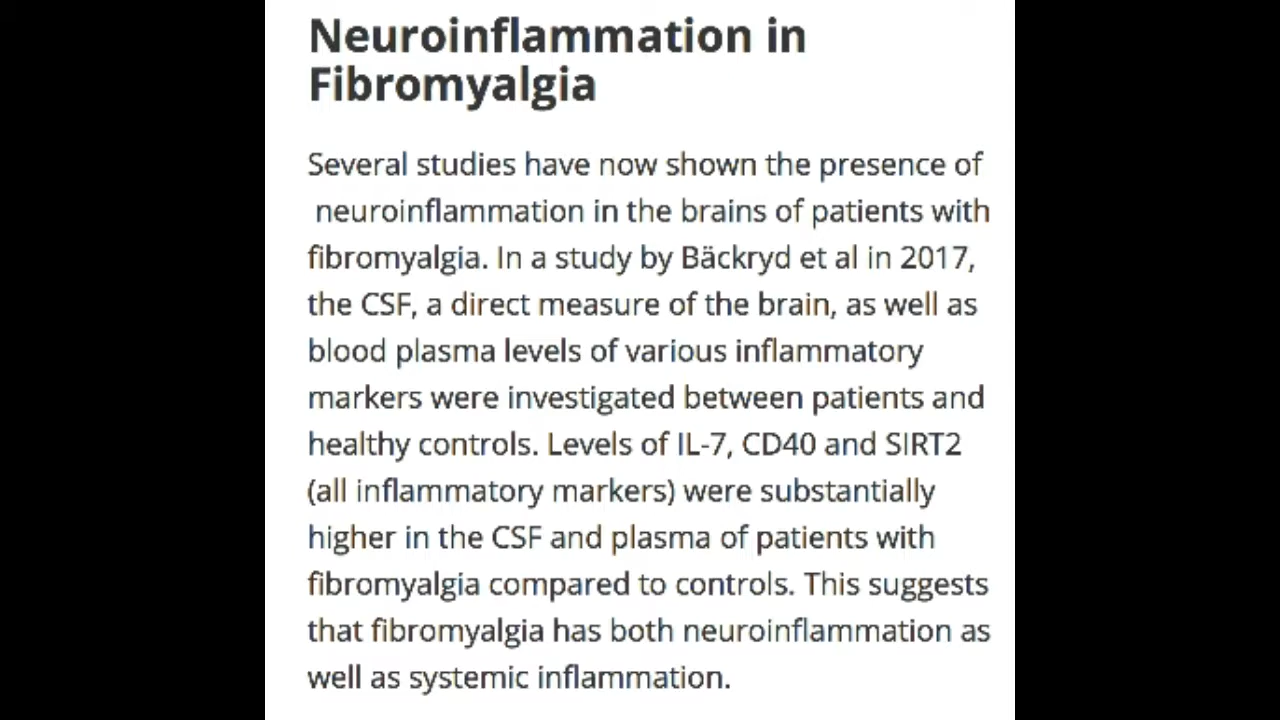 Neuroinflammation in
Fibromyalgia
Several studies have now shown the presence of
neuroinflammation in the brains of patients with
fibromyalgia. In a study by Bäckryd et al in 2017,
the CSF, a direct measure of the brain, as well as
blood plasma levels of various inflammatory
markers were investigated between patients and
healthy controls. Levels of IL-7, CD40 and SIRT2
(all inflammatory markers) were substantially
higher in the CSF and plasma of patients with
fibromyalgia compared to controls. This suggests
that fibromyalgia has both neuroinflammation as
well as systemic inflammation.